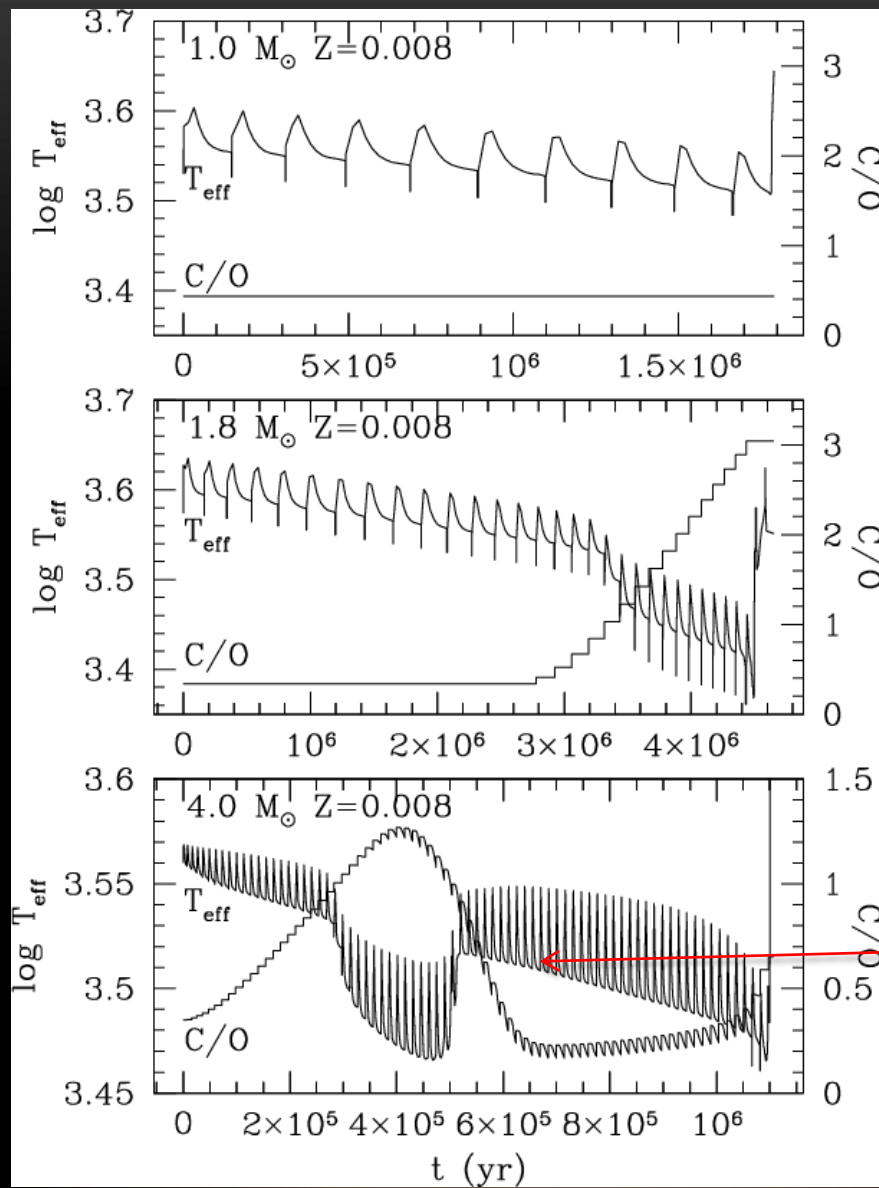 1.0 M☉ Z=0.008
log Teff
3.7
3.6
3.5
3.4
Teff
C/O
3
2
1
0
C/O
0
5×10⁵
10⁶
1.5×10⁶
1.8 M☉ Z=0.008
log Teff
3.7
3.6
3.5
3.4
Teff
C/O
3
2
1
0
C/O
0
10⁶
2×10⁶
3×10⁶
4×10⁶
4.0 M☉ Z=0.008
log Teff
3.6
3.55
3.5
3.45
Teff
C/O
1.5
1
0.5
0
C/O
0
2×10⁵
4×10⁵
6×10⁵
8×10⁵
10⁶
t (yr)